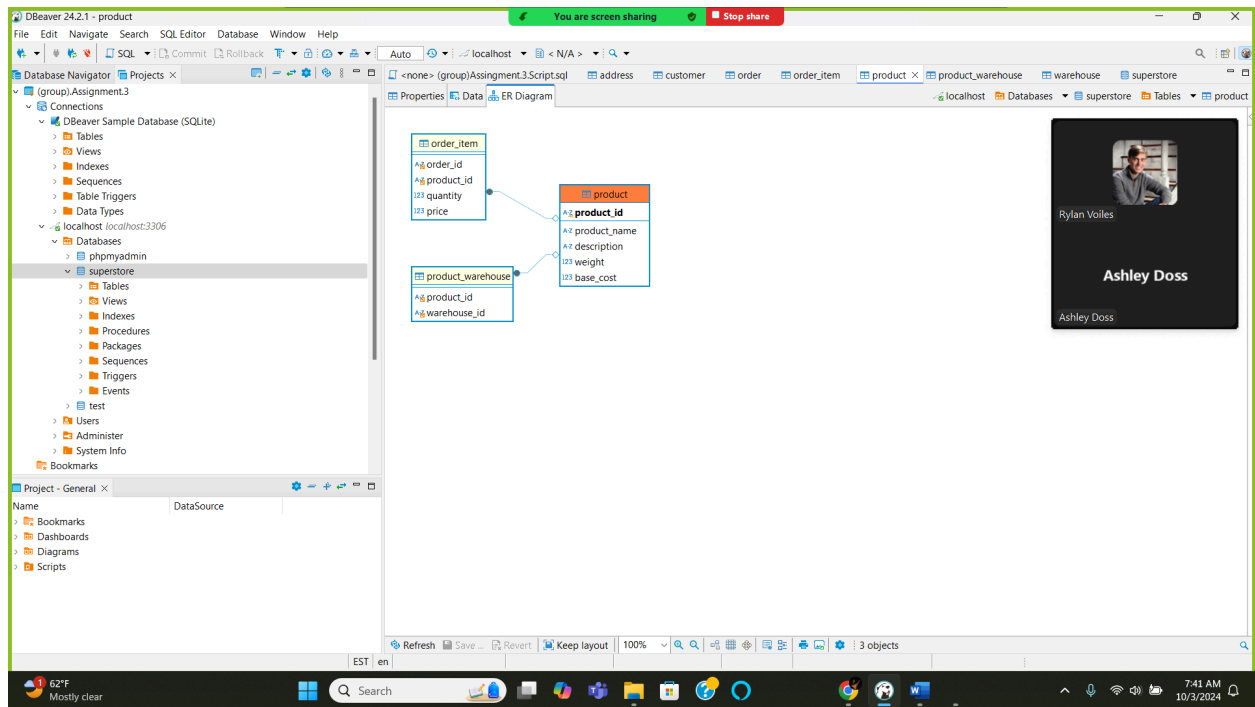 DBeaver 24.2.1 - product
You are screen sharing
Stop share
File Edit Navigate Search SQL Editor Database Window Help
SQL Commit Rollback Auto localhost < N/A >
Database Navigator Projects
<none> (group)Assingment.3.Script.sql address customer order order_item product product_warehouse warehouse superstore
Properties Data ER Diagram
localhost Databases superstore Tables product
(group).Assignment.3
Connections
DBeaver Sample Database (SQLite)
Tables
Views
Indexes
Sequences
Table Triggers
Data Types
localhost localhost:3306
Databases
phpmyadmin
superstore
Tables
Views
Indexes
Procedures
Packages
Sequences
Triggers
Events
test
Users
Administer
System Info
Bookmarks
order_item
order_id
product_id
123 quantity
123 price
product
A-Z product_id
A-Z product_name
A-Z description
123 weight
123 base_cost
product_warehouse
product_id
warehouse_id
Rylan Voiles
Ashley Doss
Ashley Doss
Project - General
Name DataSource
Bookmarks
Dashboards
Diagrams
Scripts
Refresh Save ... Revert Keep layout 100% 3 objects
EST en
1 62°F
Mostly clear
Search
7:41 AM
10/3/2024